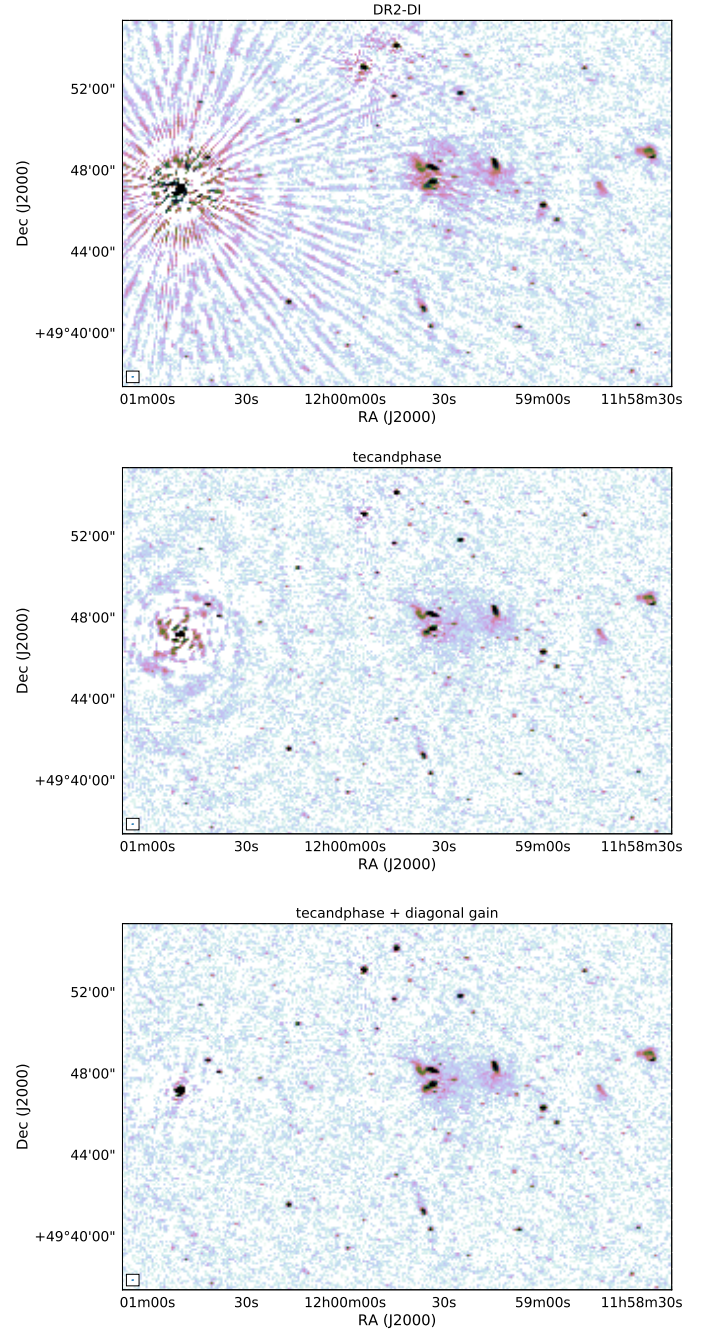 DR2-DI
52'00"
48'00"
44'00"
+49°40'00"
Dec (J2000)
01m00s 30s 12h00m00s 30s 59m00s 11h58m30s
RA (J2000)
tecandphase
52'00"
48'00"
44'00"
+49°40'00"
Dec (J2000)
01m00s 30s 12h00m00s 30s 59m00s 11h58m30s
RA (J2000)
tecandphase + diagonal gain
52'00"
48'00"
44'00"
+49°40'00"
Dec (J2000)
01m00s 30s 12h00m00s 30s 59m00s 11h58m30s
RA (J2000)